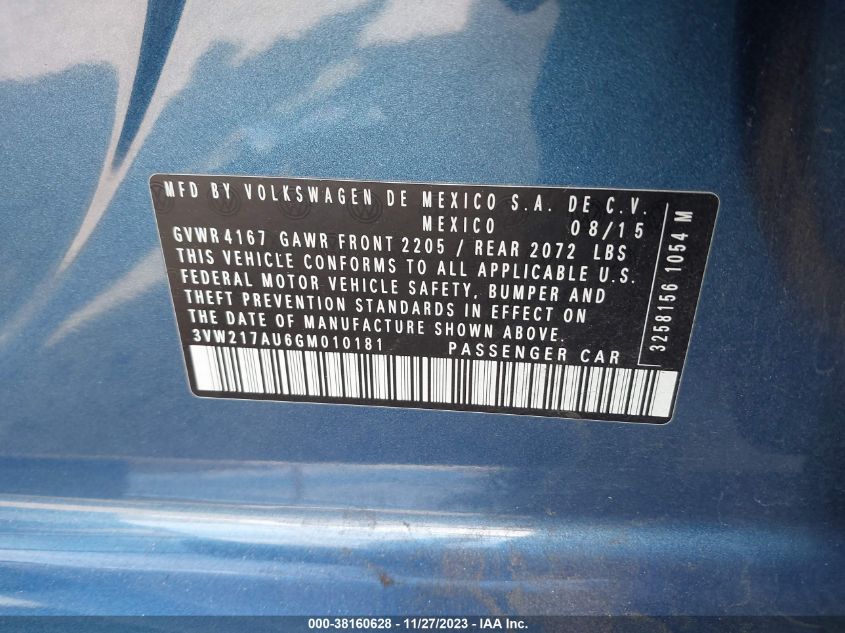 MFD BY VOLKSWAGEN DE MEXICO S.A. DE C.V.
MEXICO 08/15
GVWR 4167 GAWR FRONT 2205 / REAR 2072 LBS
THIS VEHICLE CONFORMS TO ALL APPLICABLE U.S.
FEDERAL MOTOR VEHICLE SAFETY, BUMPER AND
THEFT PREVENTION STANDARDS IN EFFECT ON
THE DATE OF MANUFACTURE SHOWN ABOVE.
3VW217AU6GM010181 PASSENGER CAR
3258156 1054 M
000-38160628 - 11/27/2023 - IAA Inc.